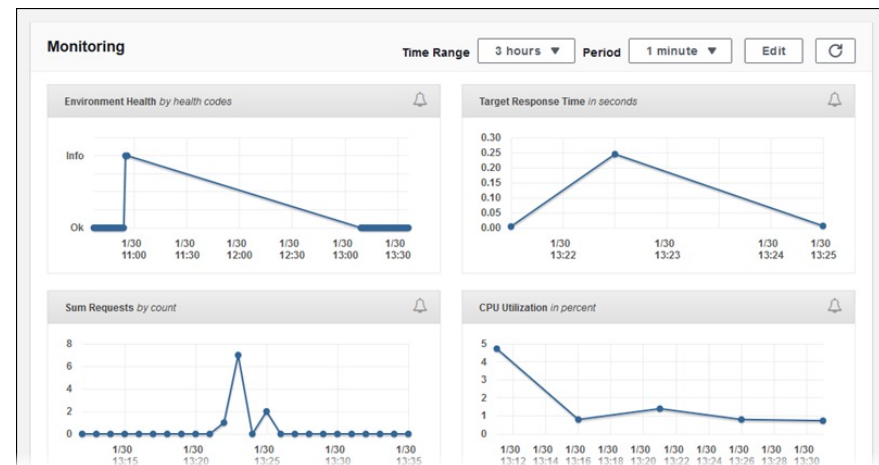 Monitoring
Time Range 3 hours ▼ Period 1 minute ▼ Edit
Environment Health by health codes
Info
Ok
1/30 1/30 1/30 1/30 1/30 1/30
11:00 11:30 12:00 12:30 13:00 13:30
Target Response Time in seconds
0.30
0.25
0.20
0.15
0.10
0.05
0.00
1/30 1/30 1/30 1/30
13:22 13:23 13:24 13:25
Sum Requests by count
8
6
4
2
0
1/30 1/30 1/30 1/30 1/30
13:15 13:20 13:25 13:30 13:35
CPU Utilization in percent
5
4
3
2
1
0
1/30 1/30 1/30 1/30 1/30 1/30 1/30 1/30 1/30 1/30
13:12 13:14 13:16 13:18 13:20 13:22 13:24 13:26 13:28 13:30